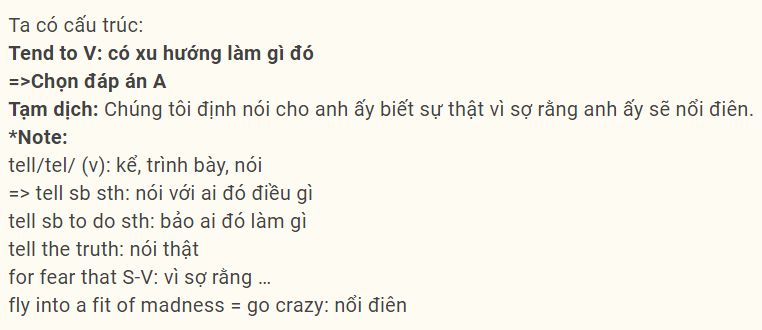 Ta có cấu trúc:
Tend to V: có xu hướng làm gì đó
=>Chọn đáp án A
Tạm dịch: Chúng tôi định nói cho anh ấy biết sự thật vì sợ rằng anh ấy sẽ nổi điên.
*Note:
tell/tel/ (v): kể, trình bày, nói
=> tell sb sth: nói với ai đó điều gì
tell sb to do sth: bảo ai đó làm gì
tell the truth: nói thật
for fear that S-V: vì sợ rằng …
fly into a fit of madness = go crazy: nổi điên